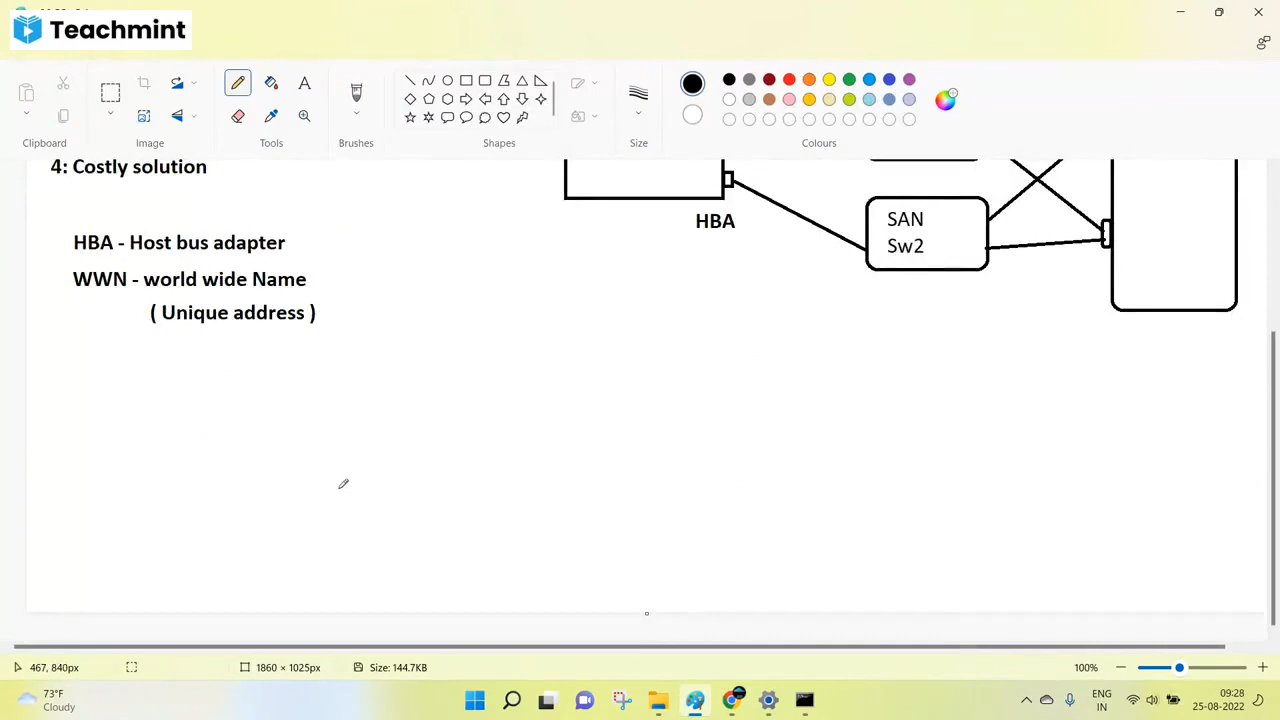 Teachmint
Clipboard
Image
Tools
Brushes
Shapes
Size
Colours
4: Costly solution
HBA - Host bus adapter
WWN - world wide Name
( Unique address )
HBA
SAN
Sw2
467, 840px
1860 × 1025px
Size: 144.7KB
100%
73°F
Cloudy
ENG
IN
09:28
25-08-2022